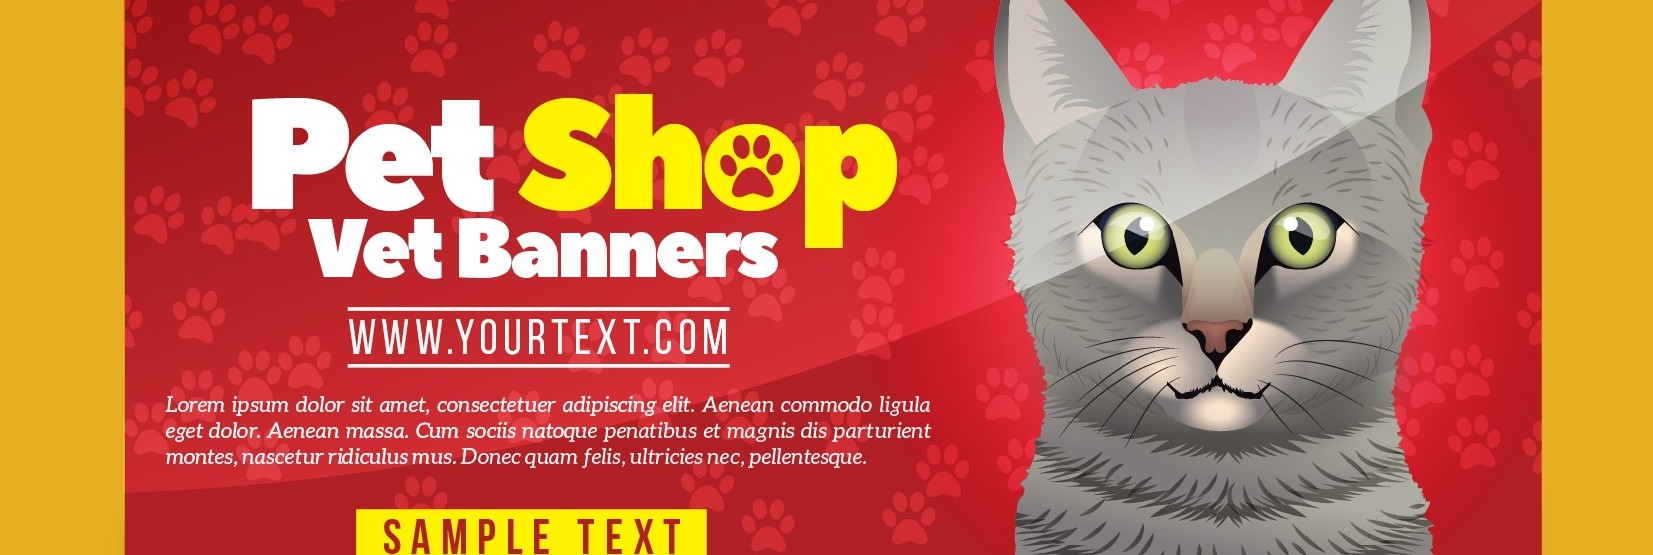 Pet Shop
Vet Banners
WWW.YOURTEXT.COM
Lorem ipsum dolor sit amet, consectetuer adipiscing elit. Aenean commodo ligula
eget dolor. Aenean massa. Cum sociis natoque penatibus et magnis dis parturient
montes, nascetur ridiculus mus. Donec quam felis, ultricies nec, pellentesque.
SAMPLE TEXT